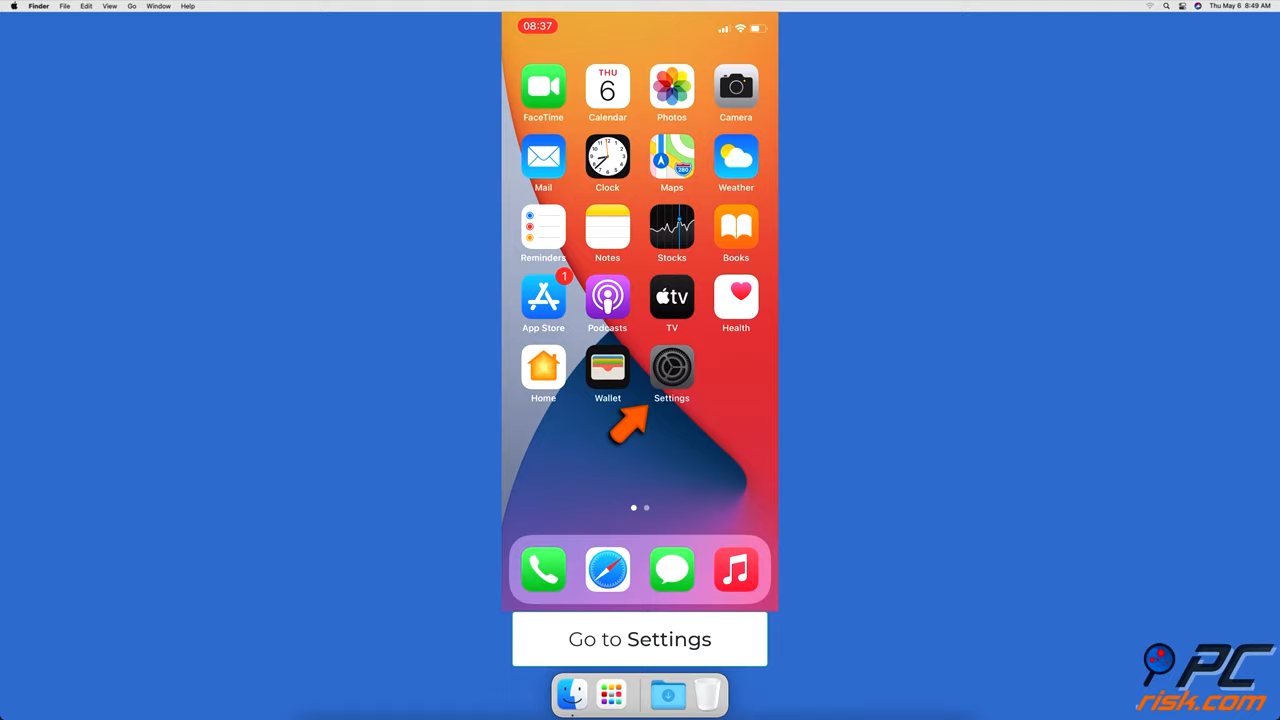 Finder File Edit View Go Window Help
Thu May 6 8:49 AM
08:37
THU
6
FaceTime Calendar Photos Camera
12
280
Mail Clock Maps Weather
Reminders Notes Stocks Books
1
tv
App Store Podcasts TV Health
Home Wallet Settings
Go to Settings
PC
risk.com